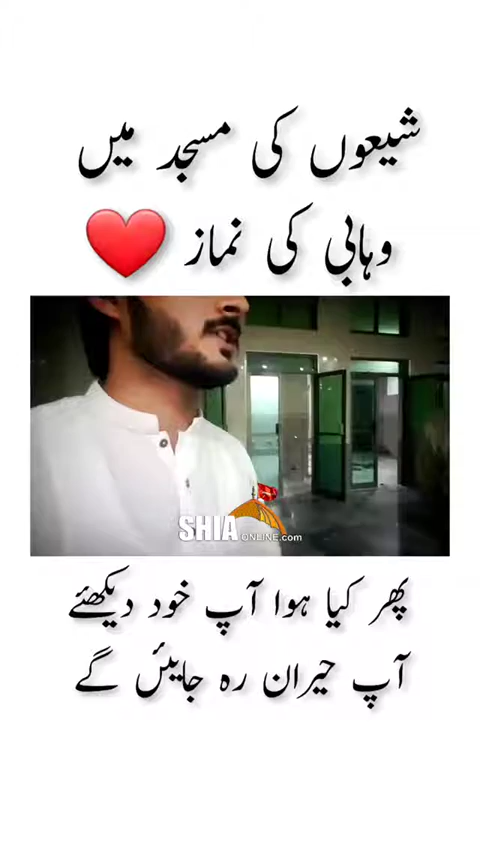 شیعوں کی مسجد میں
وہابی کی نماز ❤️
SHIA
ONLINE.com
پھر کیا ہوا آپ خود دیکھئے
آپ حیران رہ جایئں گے